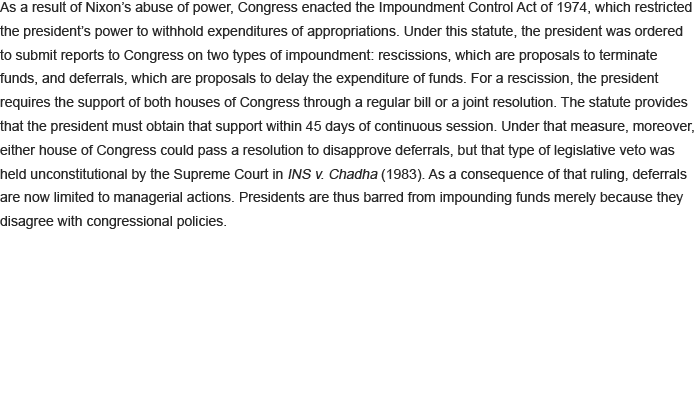 As a result of Nixon’s abuse of power, Congress enacted the Impoundment Control Act of 1974, which restricted
the president’s power to withhold expenditures of appropriations. Under this statute, the president was ordered
to submit reports to Congress on two types of impoundment: rescissions, which are proposals to terminate
funds, and deferrals, which are proposals to delay the expenditure of funds. For a rescission, the president
requires the support of both houses of Congress through a regular bill or a joint resolution. The statute provides
that the president must obtain that support within 45 days of continuous session. Under that measure, moreover,
either house of Congress could pass a resolution to disapprove deferrals, but that type of legislative veto was
held unconstitutional by the Supreme Court in INS v. Chadha (1983). As a consequence of that ruling, deferrals
are now limited to managerial actions. Presidents are thus barred from impounding funds merely because they
disagree with congressional policies.